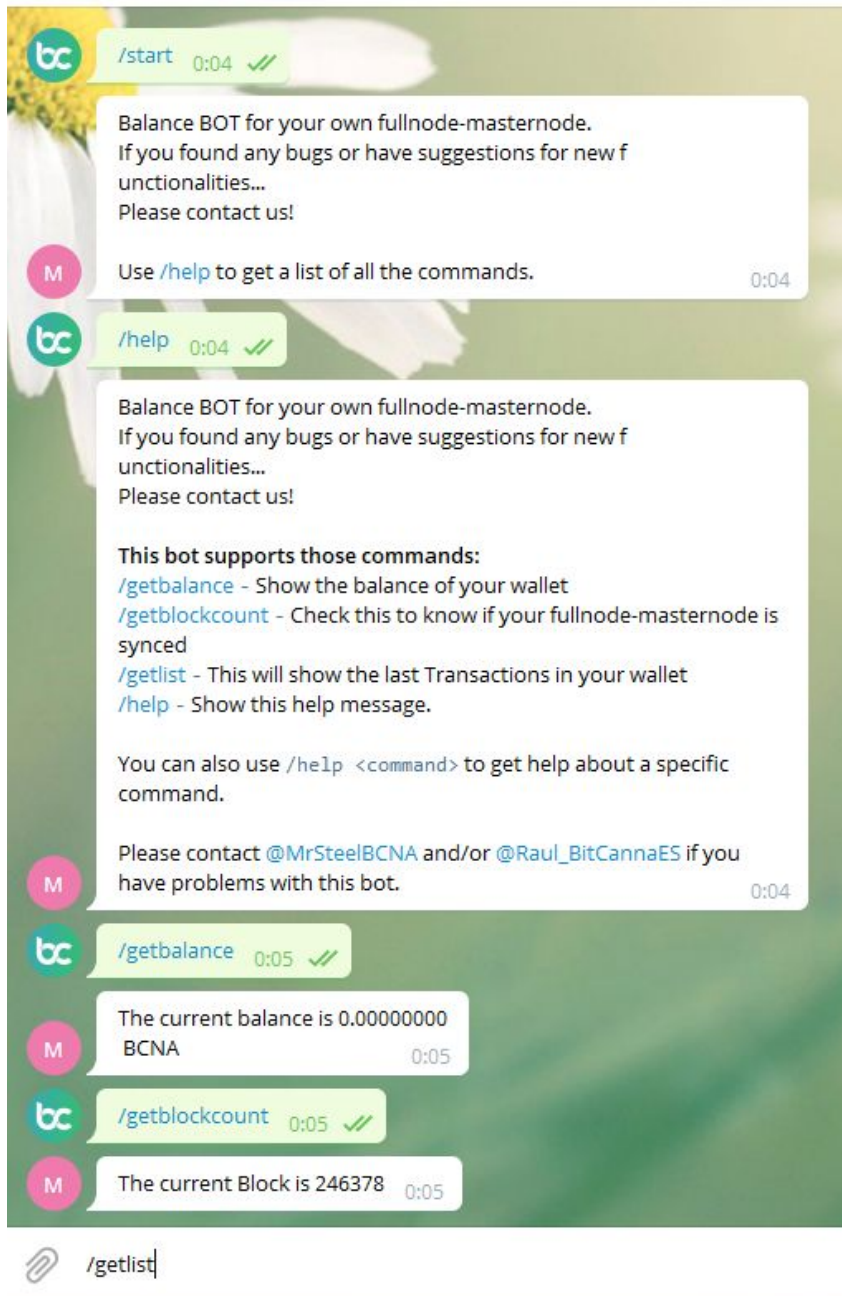 bc
/start 0:04
Balance BOT for your own fullnode-masternode.
If you found any bugs or have suggestions for new f
unctionalities...
Please contact us!
Use /help to get a list of all the commands.
M
0:04
bc
/help 0:04
Balance BOT for your own fullnode-masternode.
If you found any bugs or have suggestions for new f
unctionalities...
Please contact us!
This bot supports those commands:
/getbalance - Show the balance of your wallet
/getblockcount - Check this to know if your fullnode-masternode is
synced
/getlist - This will show the last Transactions in your wallet
/help - Show this help message.
You can also use /help <command> to get help about a specific
command.
Please contact @MrSteelBCNA and/or @Raul_BitCannaES if you
have problems with this bot.
M
0:04
bc
/getbalance 0:05
The current balance is 0.00000000
BCNA
M
0:05
bc
/getblockcount 0:05
M
The current Block is 246378 0:05
/getlist